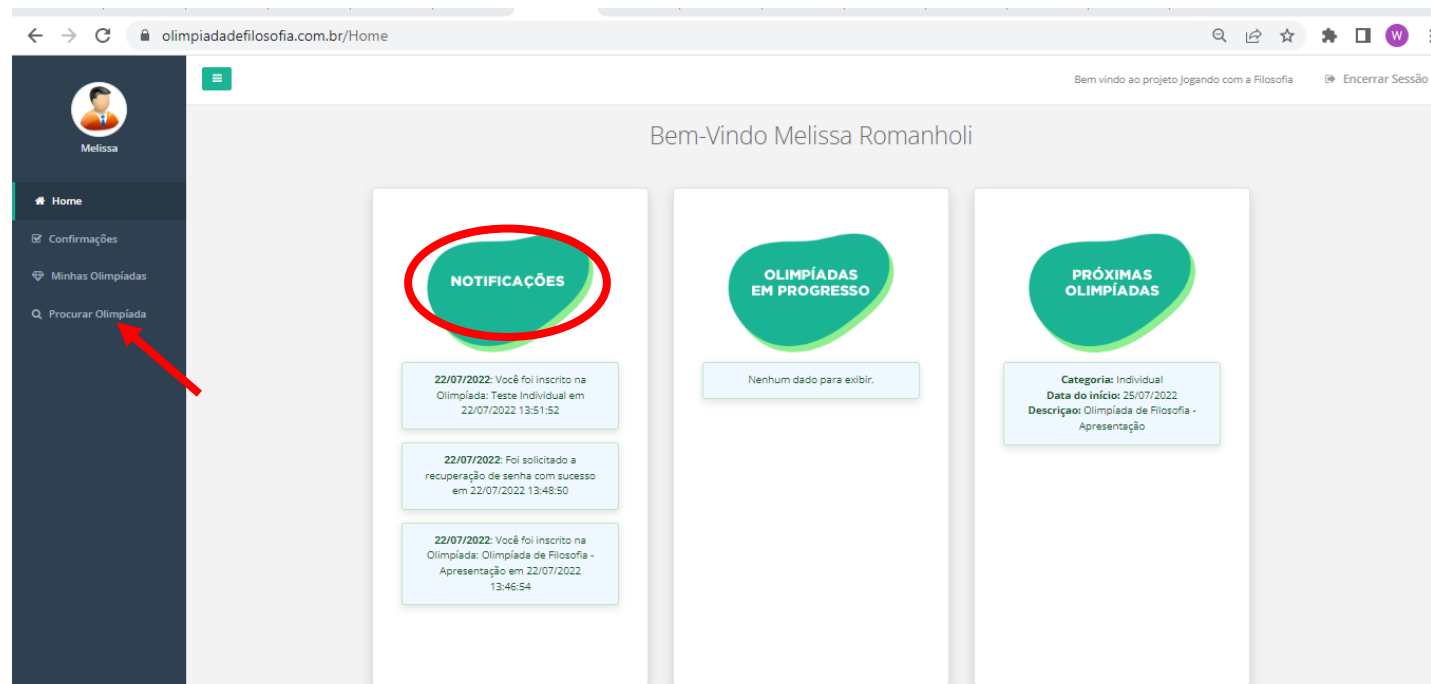 olimpiadadefilosofia.com.br/Home
W
Melissa
Bem vindo ao projeto Jogando com a Filosofia
Encerrar Sessão
Bem-Vindo Melissa Romanholi
Home
Confirmações
Minhas Olimpíadas
Procurar Olimpíada
NOTIFICAÇÕES
22/07/2022: Você foi inscrito na
Olimpíada: Teste Individual em
22/07/2022 13:51:52
22/07/2022: Foi solicitado a
recuperação de senha com sucesso
em 22/07/2022 13:48:50
22/07/2022: Você foi inscrito na
Olimpíada: Olimpíada de Filosofia -
Apresentação em 22/07/2022
13:46:54
OLIMPÍADAS
EM PROGRESSO
Nenhum dado para exibir.
PRÓXIMAS
OLIMPÍADAS
Categoria: Individual
Data do início: 25/07/2022
Descriçao: Olimpíada de Filosofia -
Apresentação